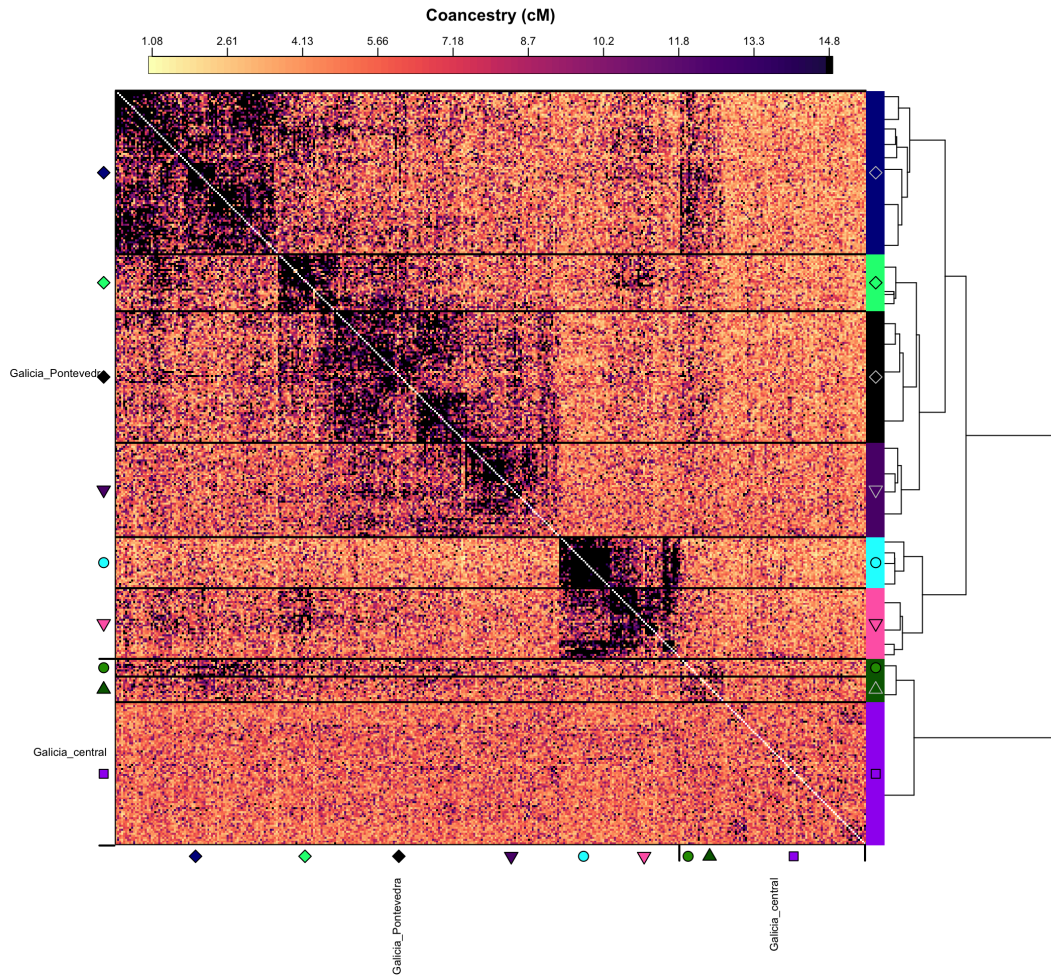 Coancestry (cM)
1.08 2.61 4.13 5.66 7.18 8.7 10.2 11.8 13.3 14.8
Galicia_Pontevedra
Galicia_central
Galicia_Pontevedra
Galicia_central